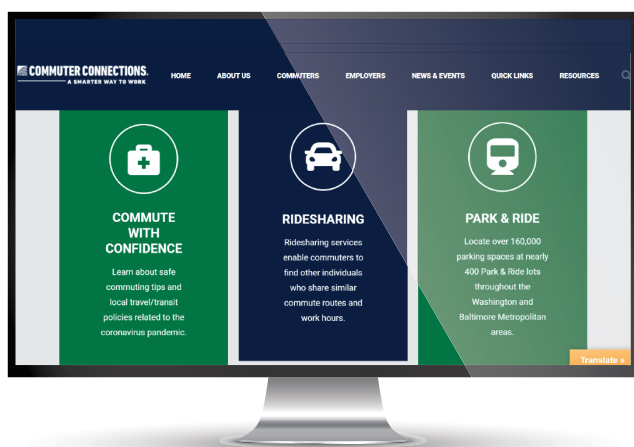 COMMUTER CONNECTIONS.
A SMARTER WAY TO WORK
HOME
ABOUT US
COMMUTERS
EMPLOYERS
NEWS & EVENTS
QUICK LINKS
RESOURCES
COMMUTE
WITH
CONFIDENCE
Learn about safe
commuting tips and
local travel/transit
policies related to the
coronavirus pandemic.
RIDESHARING
Ridesharing services
enable commuters to
find other individuals
who share similar
commute routes and
work hours.
PARK & RIDE
Locate over 160,000
parking spaces at nearly
400 Park & Ride lots
throughout the
Washington and
Baltimore Metropolitan
areas.
Translate »